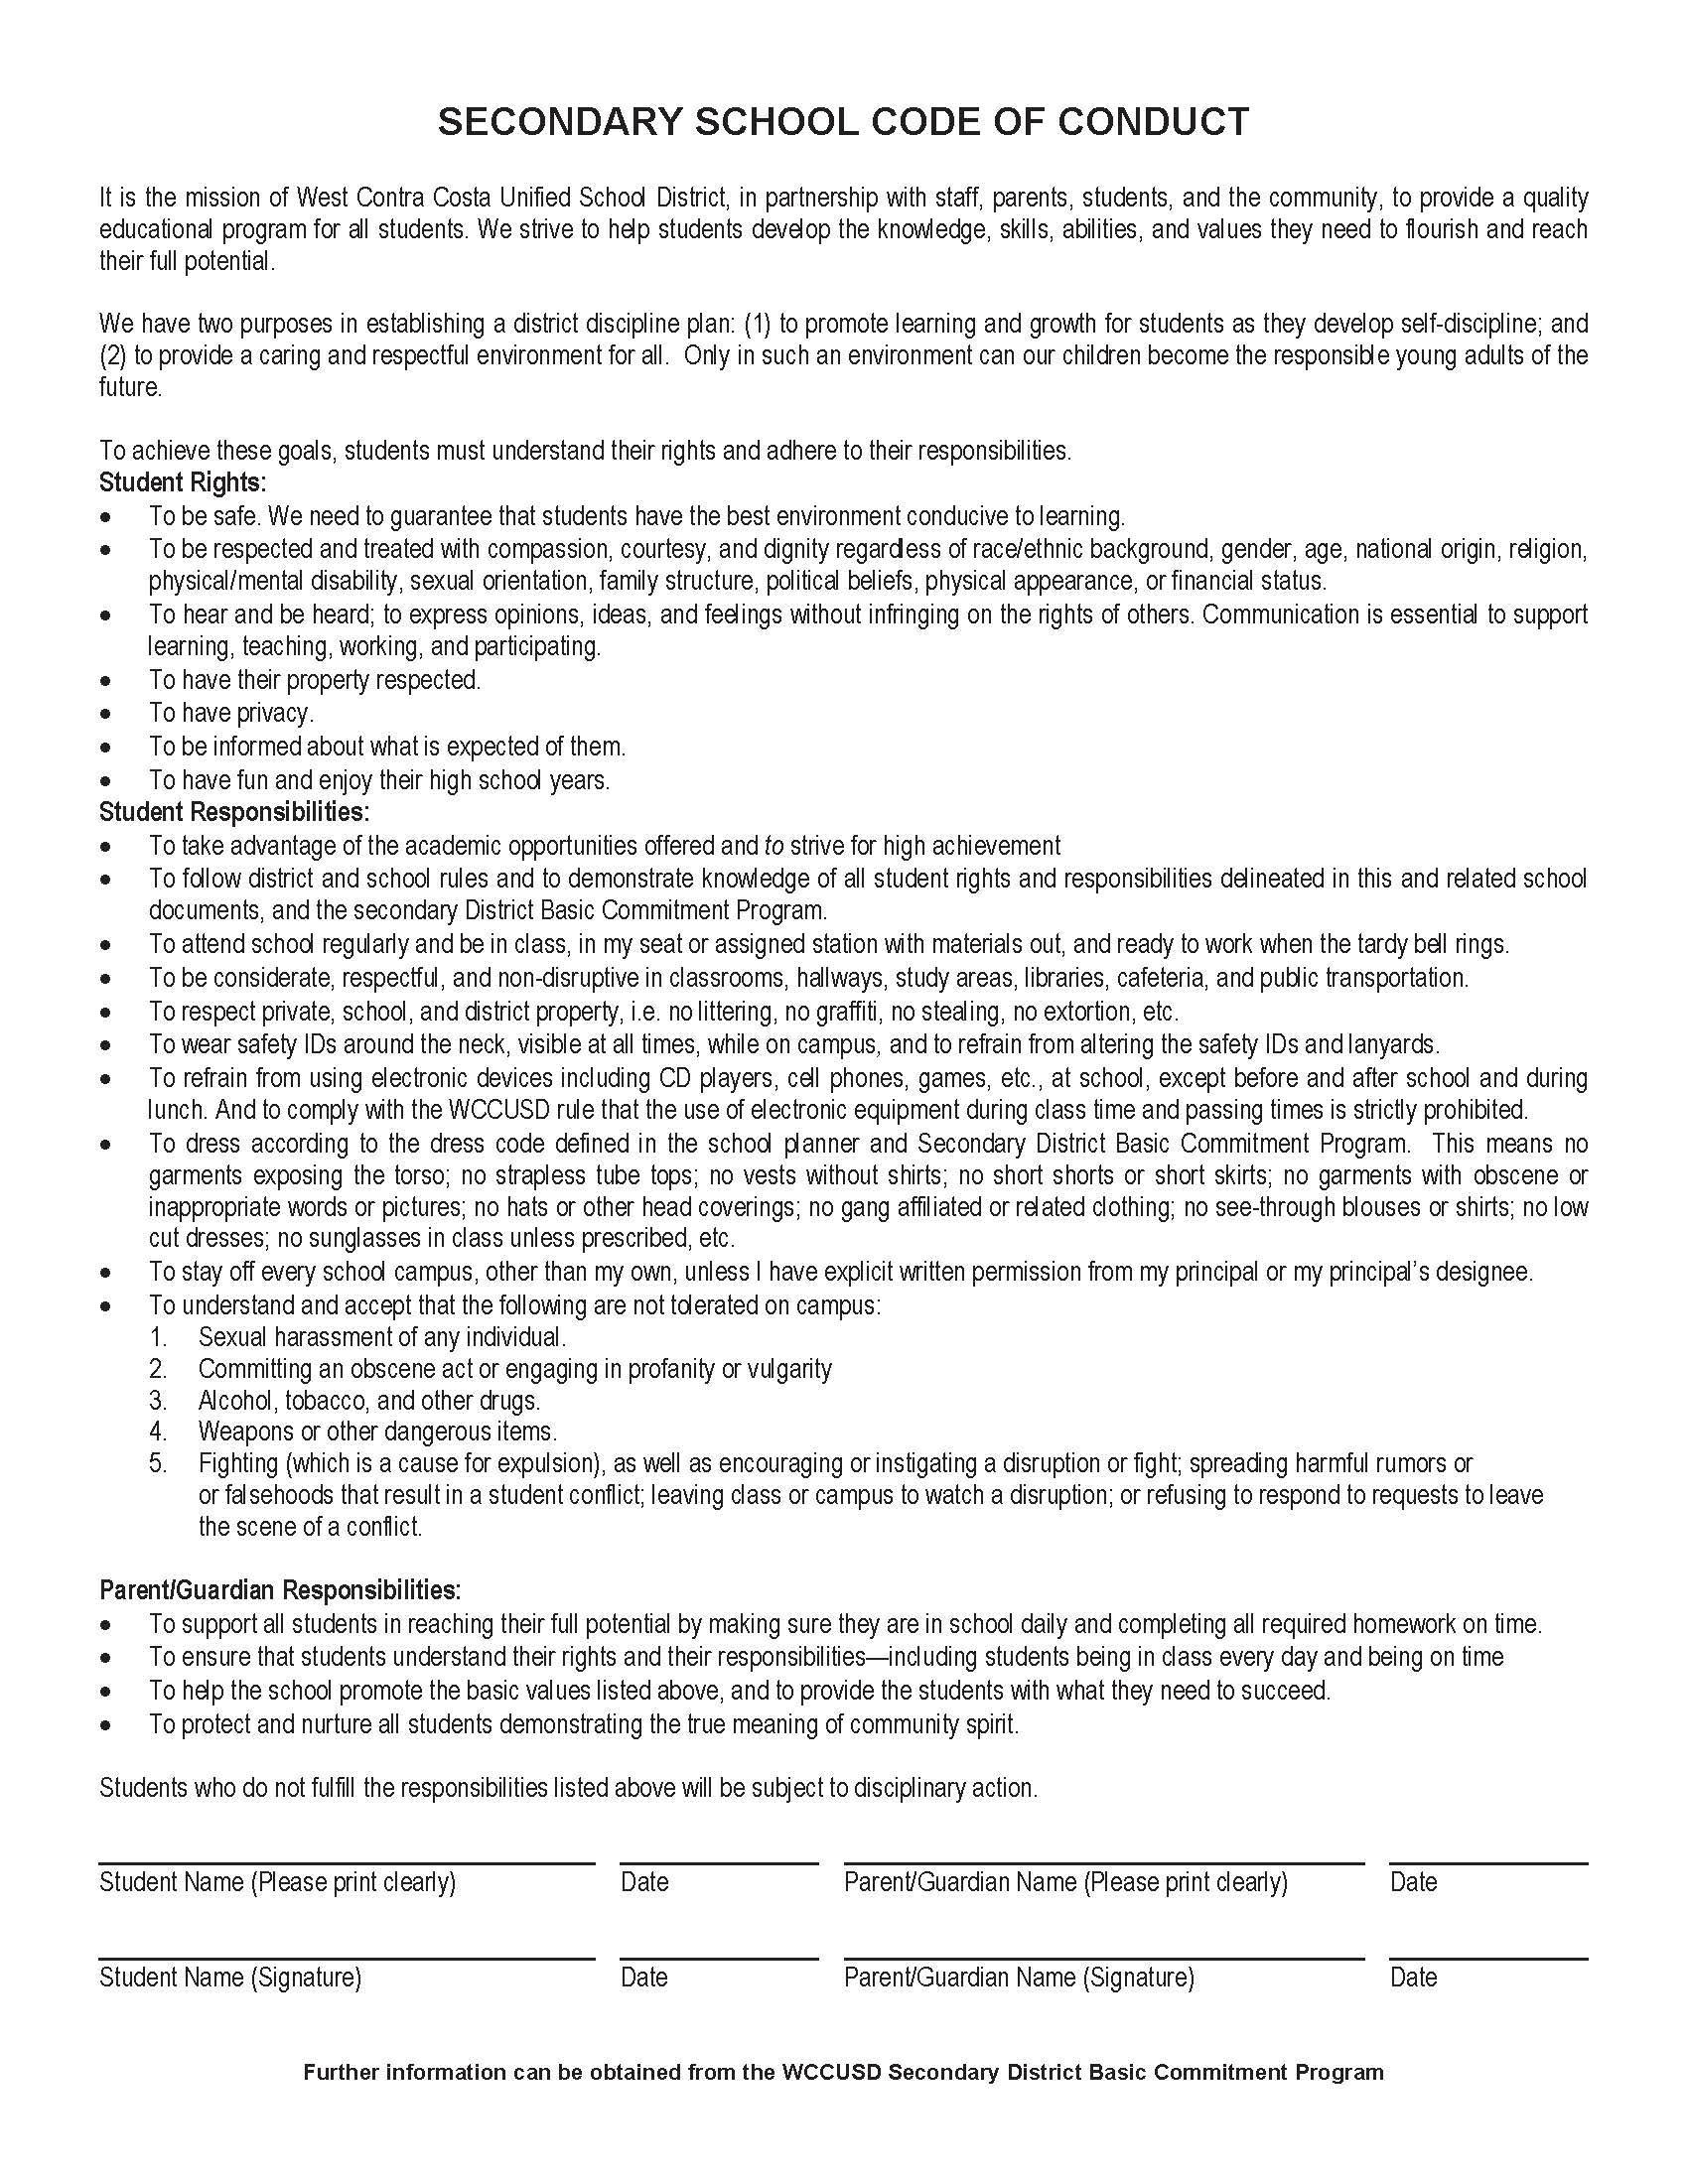 SECONDARY SCHOOL CODE OF CONDUCT
It is the mission of West Contra Costa Unified School District, in partnership with staff, parents, students, and the community, to provide a quality
educational program for all students. We strive to help students develop the knowledge, skills, abilities, and values they need to flourish and reach
their full potential.
We have two purposes in establishing a district discipline plan: (1) to promote learning and growth for students as they develop self-discipline; and
(2) to provide a caring and respectful environment for all. Only in such an environment can our children become the responsible young adults of the
future.
To achieve these goals, students must understand their rights and adhere to their responsibilities.
Student Rights:
• To be safe. We need to guarantee that students have the best environment conducive to learning.
• To be respected and treated with compassion, courtesy, and dignity regardless of race/ethnic background, gender, age, national origin, religion,
physical/mental disability, sexual orientation, family structure, political beliefs, physical appearance, or financial status.
• To hear and be heard; to express opinions, ideas, and feelings without infringing on the rights of others. Communication is essential to support
learning, teaching, working, and participating.
• To have their property respected.
• To have privacy.
• To be informed about what is expected of them.
• To have fun and enjoy their high school years.
Student Responsibilities:
• To take advantage of the academic opportunities offered and to strive for high achievement
• To follow district and school rules and to demonstrate knowledge of all student rights and responsibilities delineated in this and related school
documents, and the secondary District Basic Commitment Program.
• To attend school regularly and be in class, in my seat or assigned station with materials out, and ready to work when the tardy bell rings.
• To be considerate, respectful, and non-disruptive in classrooms, hallways, study areas, libraries, cafeteria, and public transportation.
• To respect private, school, and district property, i.e. no littering, no graffiti, no stealing, no extortion, etc.
• To wear safety IDs around the neck, visible at all times, while on campus, and to refrain from altering the safety IDs and lanyards.
• To refrain from using electronic devices including CD players, cell phones, games, etc., at school, except before and after school and during
lunch. And to comply with the WCCUSD rule that the use of electronic equipment during class time and passing times is strictly prohibited.
• To dress according to the dress code defined in the school planner and Secondary District Basic Commitment Program. This means no
garments exposing the torso; no strapless tube tops; no vests without shirts; no short shorts or short skirts; no garments with obscene or
inappropriate words or pictures; no hats or other head coverings; no gang affiliated or related clothing; no see-through blouses or shirts; no low
cut dresses; no sunglasses in class unless prescribed, etc.
• To stay off every school campus, other than my own, unless I have explicit written permission from my principal or my principal's designee.
• To understand and accept that the following are not tolerated on campus:
1. Sexual harassment of any individual.
2. Committing an obscene act or engaging in profanity or vulgarity
3. Alcohol, tobacco, and other drugs.
4. Weapons or other dangerous items.
5. Fighting (which is a cause for expulsion), as well as encouraging or instigating a disruption or fight; spreading harmful rumors or
or falsehoods that result in a student conflict; leaving class or campus to watch a disruption; or refusing to respond to requests to leave
the scene of a conflict.
Parent/Guardian Responsibilities:
• To support all students in reaching their full potential by making sure they are in school daily and completing all required homework on time.
• To ensure that students understand their rights and their responsibilities—including students being in class every day and being on time
• To help the school promote the basic values listed above, and to provide the students with what they need to succeed.
• To protect and nurture all students demonstrating the true meaning of community spirit.
Students who do not fulfill the responsibilities listed above will be subject to disciplinary action.
Student Name (Please print clearly) Date Parent/Guardian Name (Please print clearly) Date
Student Name (Signature) Date Parent/Guardian Name (Signature) Date
Further information can be obtained from the WCCUSD Secondary District Basic Commitment Program